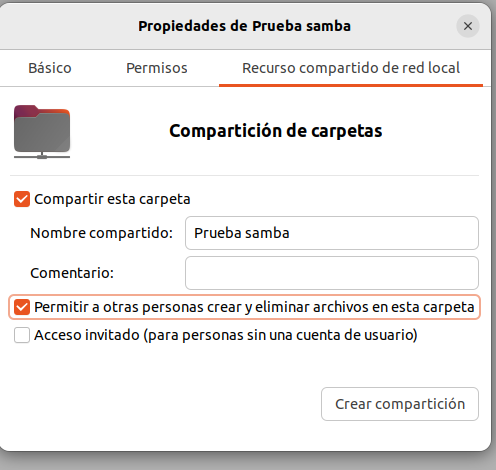 Propiedades de Prueba samba
Básico Permisos Recurso compartido de red local
Compartición de carpetas
Compartir esta carpeta
Nombre compartido: Prueba samba
Comentario:
Permitir a otras personas crear y eliminar archivos en esta carpeta
Acceso invitado (para personas sin una cuenta de usuario)
Crear compartición